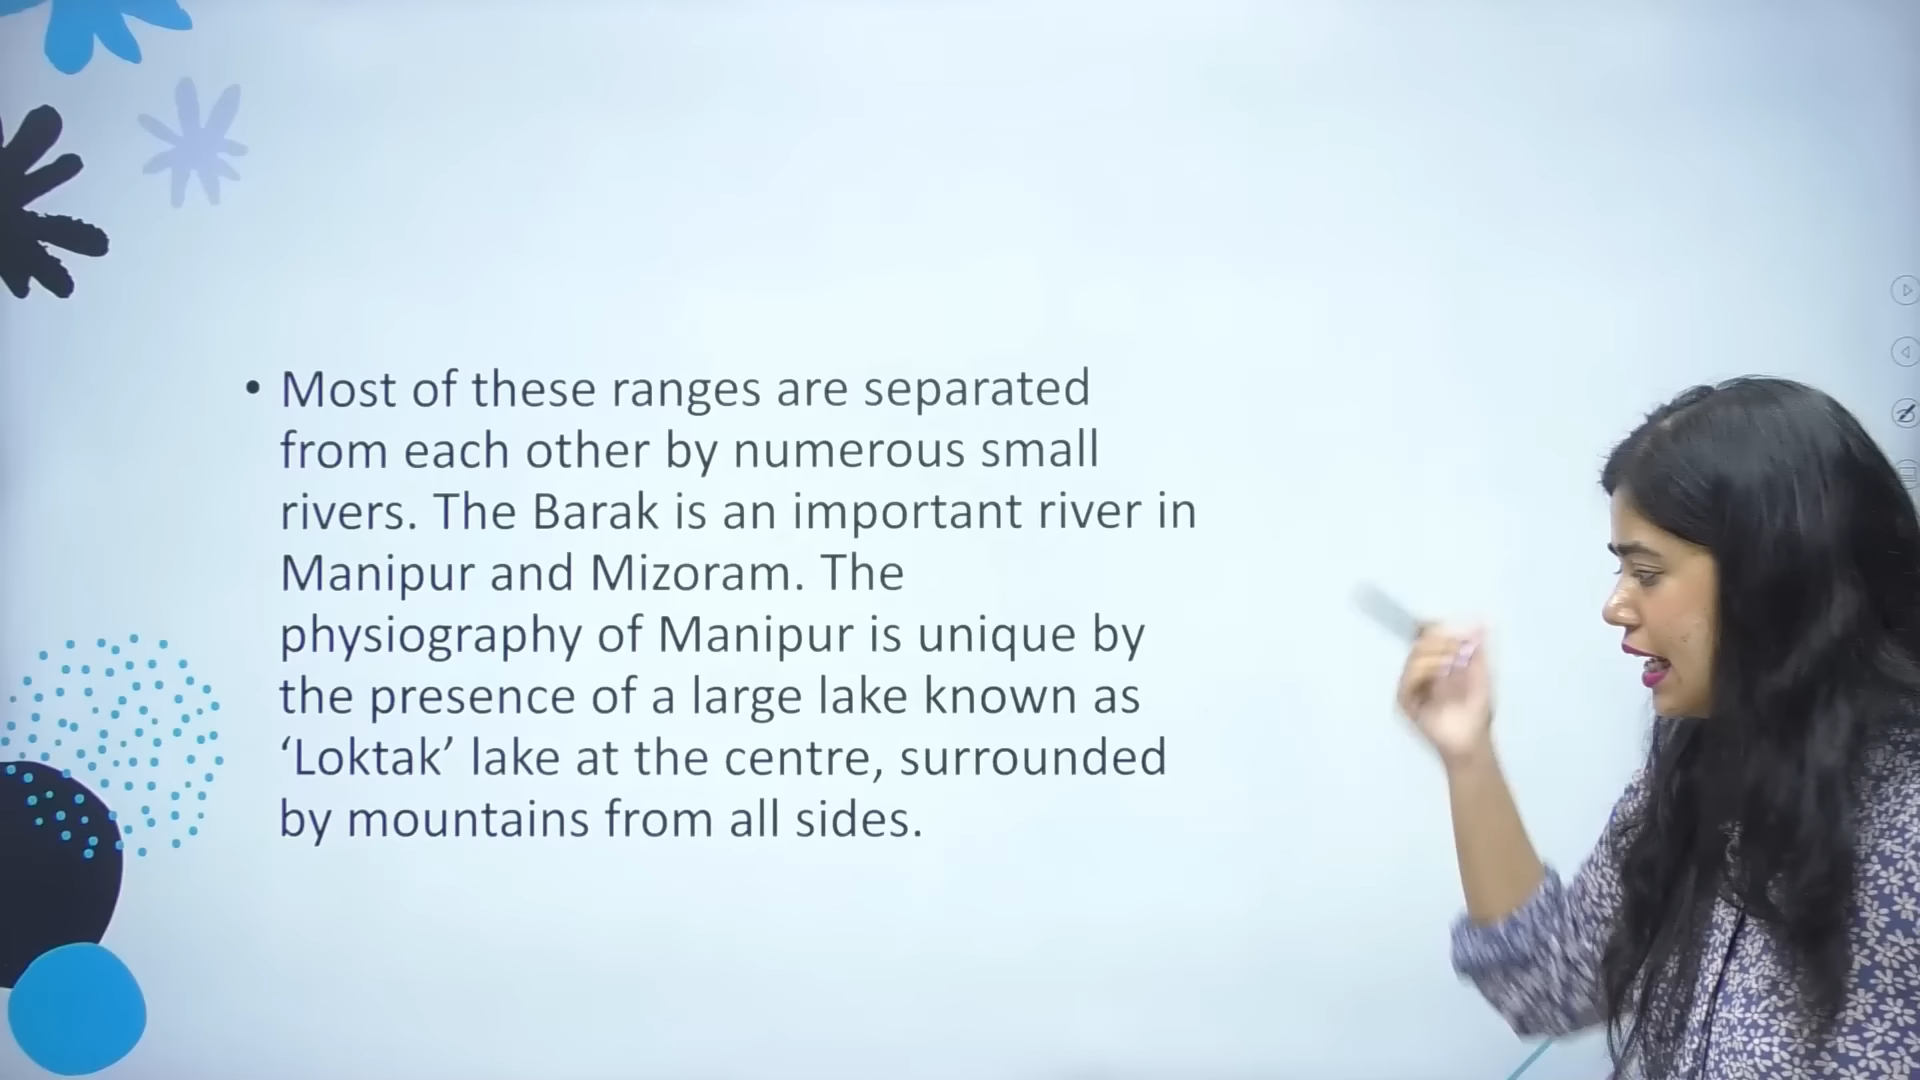 • Most of these ranges are separated
from each other by numerous small
rivers. The Barak is an important river in
Manipur and Mizoram. The
physiography of Manipur is unique by
the presence of a large lake known as
‘Loktak’ lake at the centre, surrounded
by mountains from all sides.